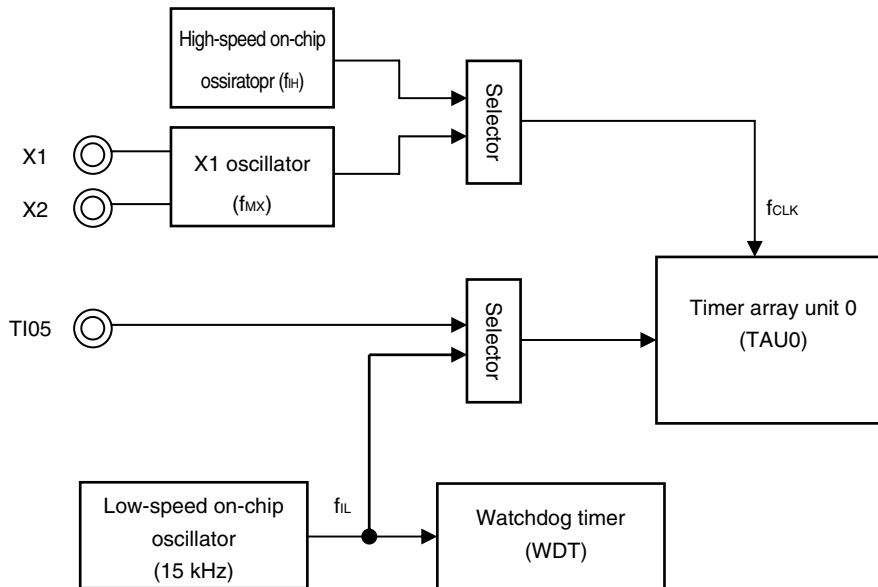 High-speed on-chip
ossiratopr (fIH)
Selector
X1
X1 oscillator
(fMX)
X2
fCLK
TI05
Selector
Timer array unit 0
(TAU0)
Low-speed on-chip
oscillator
(15 kHz)
fIL
Watchdog timer
(WDT)